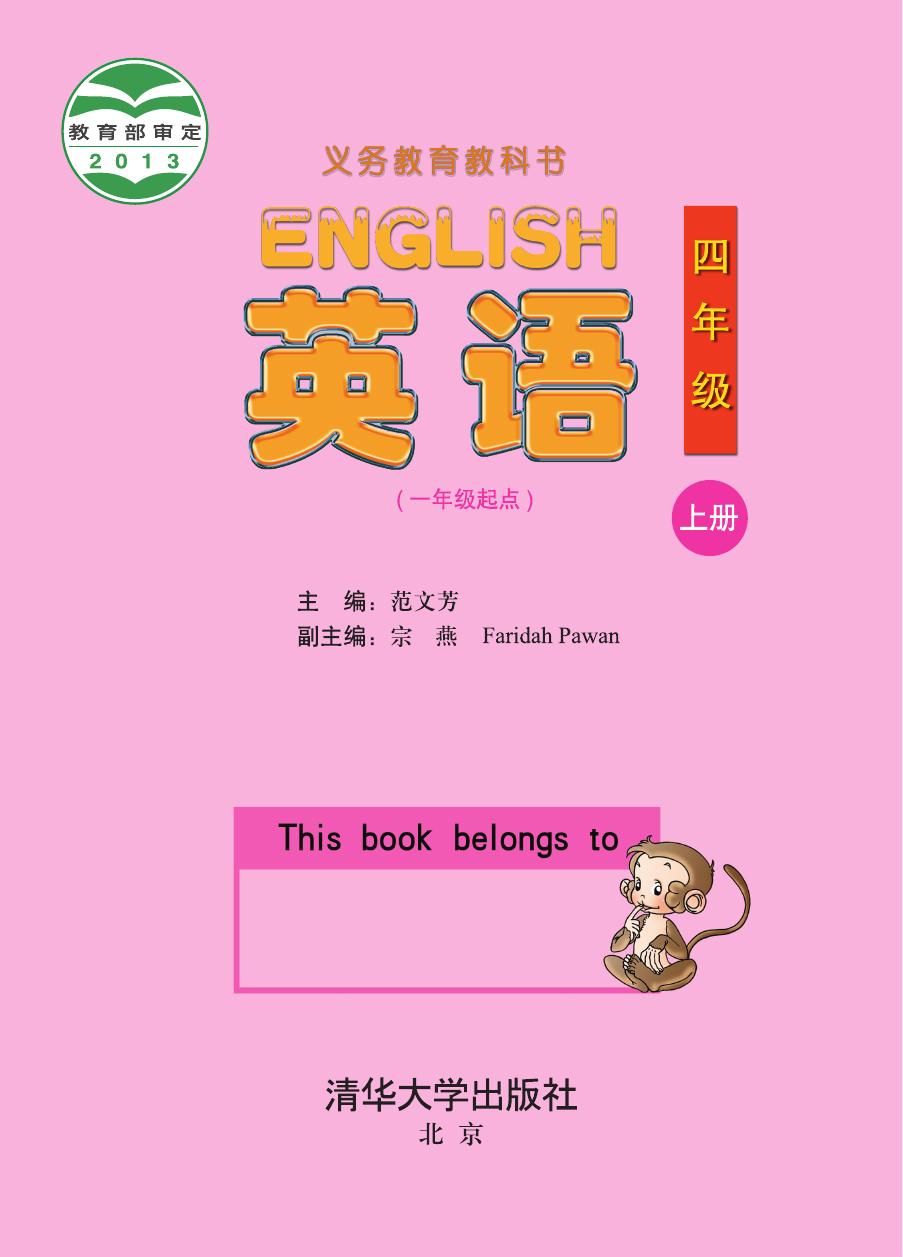 教育部审定
2013
义务教育教科书
ENGLISH
英语
四年级
(一年级起点)
上册
主 编：范文芳
副主编：宗 燕 Faridah Pawan
This book belongs to
清华大学出版社
北 京